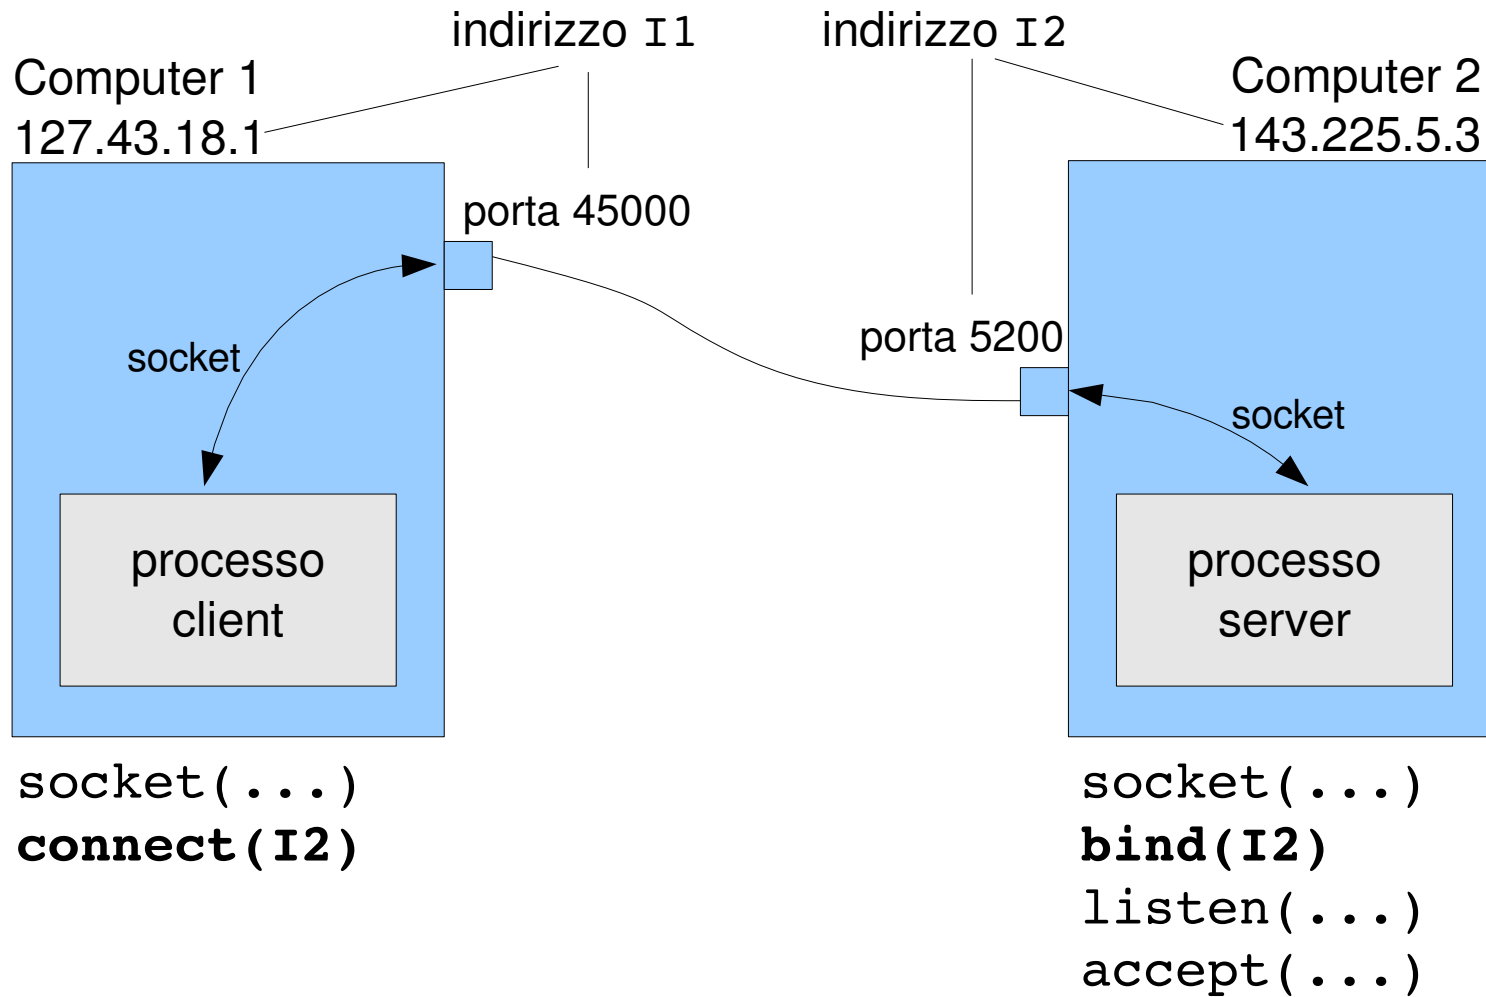 indirizzo I1
indirizzo I2
Computer 1
127.43.18.1
Computer 2
143.225.5.3
porta 45000
porta 5200
socket
socket
processo
client
processo
server
socket(...)
connect(I2)
socket(...)
bind(I2)
listen(...)
accept(...)